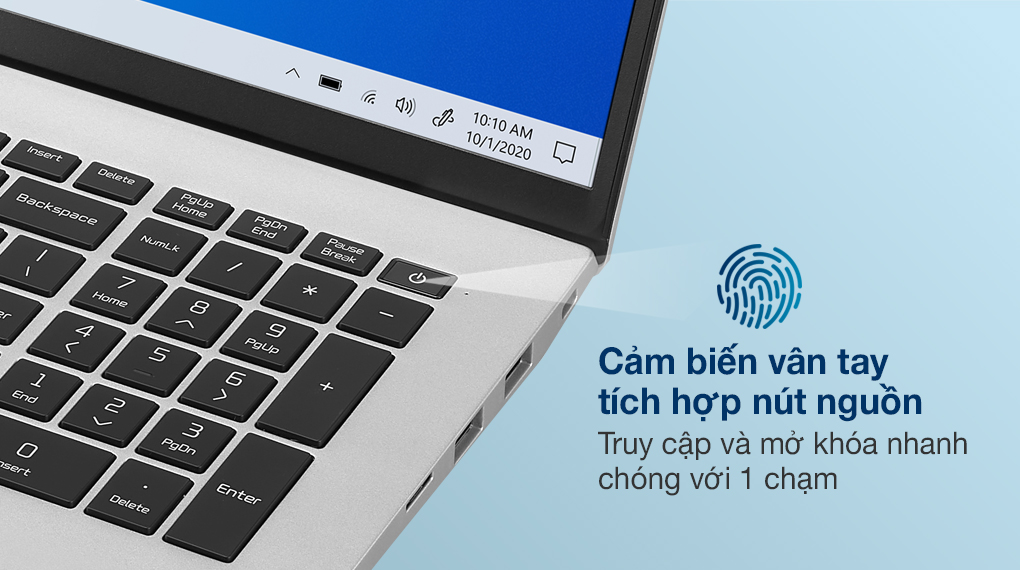 10:10 AM
10/1/2020
Insert
Delete
PgUp
Home
PgDn
End
Pause
Break
Backspace
NumLk
/
*
-
|
\
7
Home
8
9
PgUp
+
4
5
6
1
End
2
3
PgDn
Enter
0
.
Delete
Cảm biến vân tay
tích hợp nút nguồn
Truy cập và mở khóa nhanh
chóng với 1 chạm